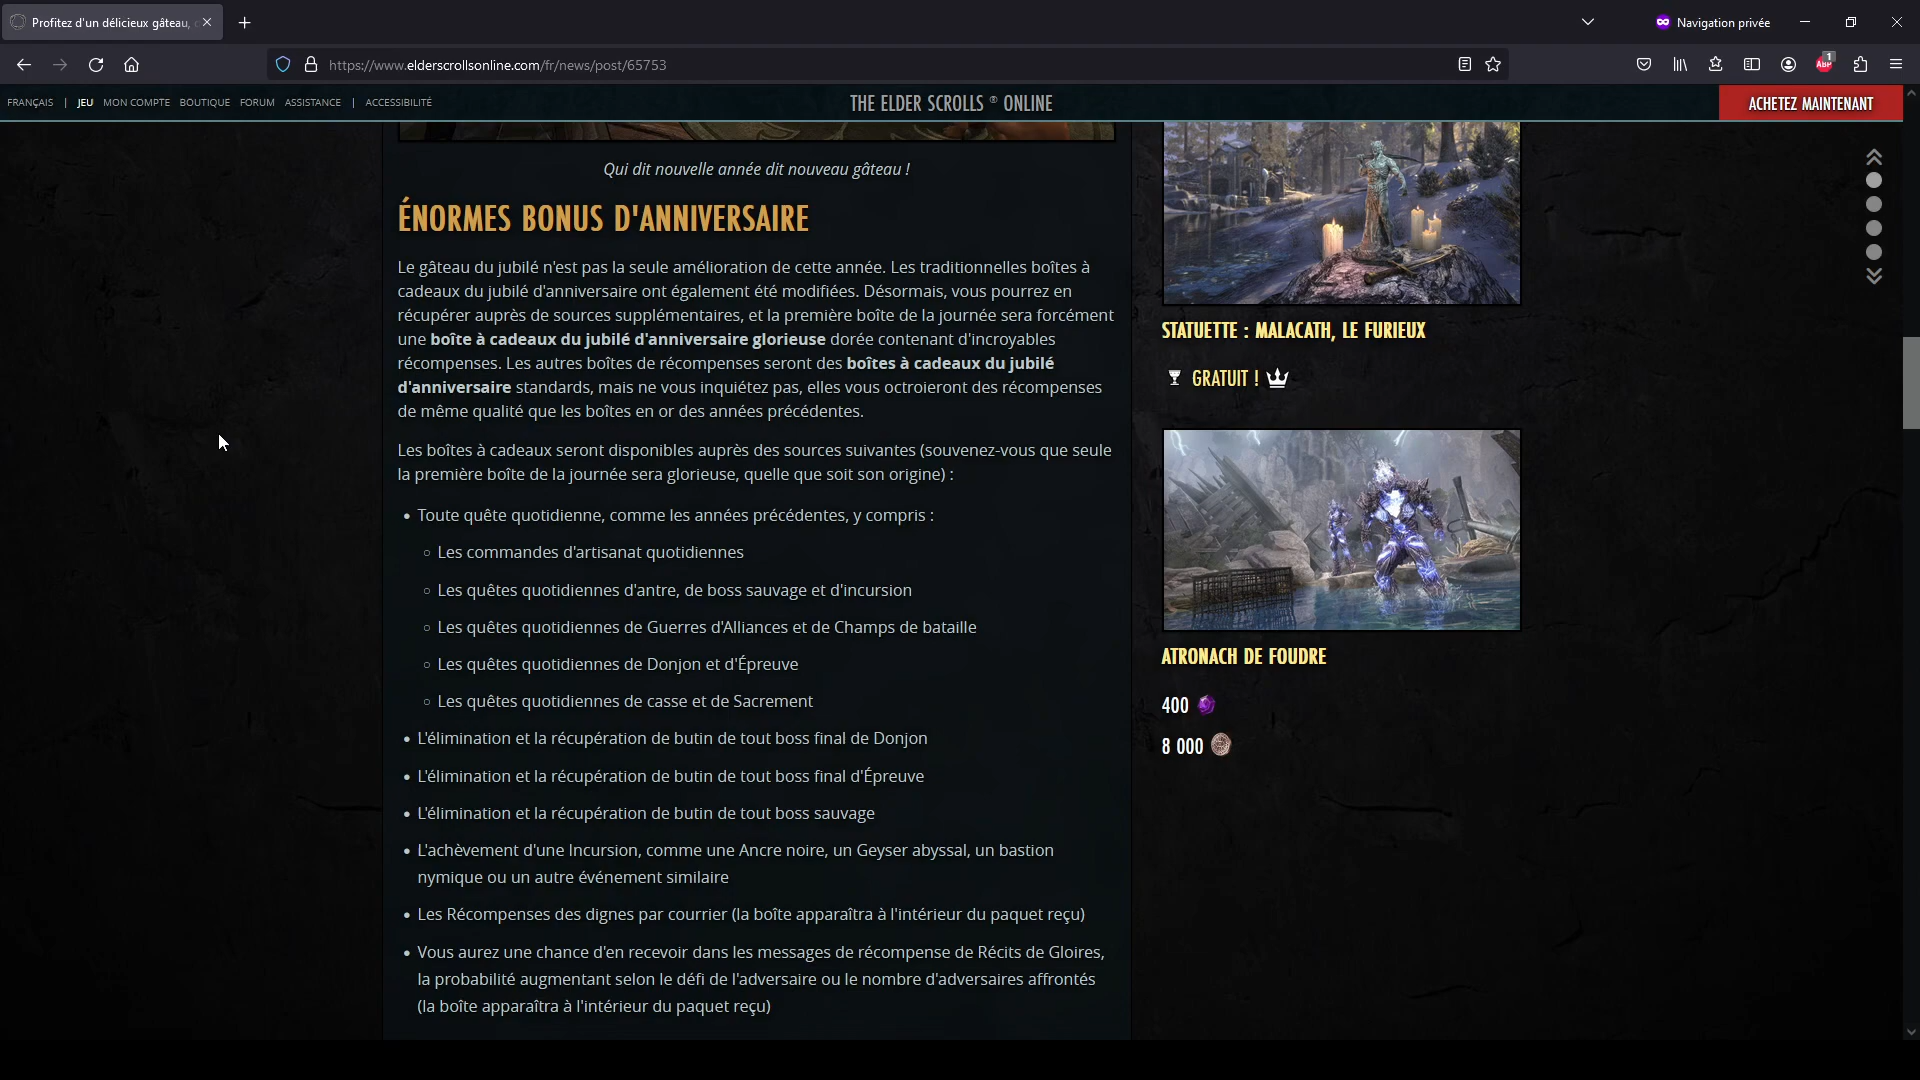 Profitez d'un délicieux gâteau,
Navigation privée
https://www.elderscrollsonline.com/fr/news/post/65753
1
ABP
FRANÇAIS | JEU MON COMPTE BOUTIQUE FORUM ASSISTANCE | ACCESSIBILITÉ
THE ELDER SCROLLS ® ONLINE
ACHETEZ MAINTENANT
Qui dit nouvelle année dit nouveau gâteau !
ÉNORMES BONUS D'ANNIVERSAIRE
Le gâteau du jubilé n'est pas la seule amélioration de cette année. Les traditionnelles boîtes à
cadeaux du jubilé d'anniversaire ont également été modifiées. Désormais, vous pourrez en
récupérer auprès de sources supplémentaires, et la première boîte de la journée sera forcément
une boîte à cadeaux du jubilé d'anniversaire glorieuse dorée contenant d'incroyables
récompenses. Les autres boîtes de récompenses seront des boîtes à cadeaux du jubilé
d'anniversaire standards, mais ne vous inquiétez pas, elles vous octroieront des récompenses
de même qualité que les boîtes en or des années précédentes.
Les boîtes à cadeaux seront disponibles auprès des sources suivantes (souvenez-vous que seule
la première boîte de la journée sera glorieuse, quelle que soit son origine) :
• Toute quête quotidienne, comme les années précédentes, y compris :
○ Les commandes d'artisanat quotidiennes
○ Les quêtes quotidiennes d'antre, de boss sauvage et d'incursion
○ Les quêtes quotidiennes de Guerres d'Alliances et de Champs de bataille
○ Les quêtes quotidiennes de Donjon et d'Épreuve
○ Les quêtes quotidiennes de casse et de Sacrement
• L'élimination et la récupération de butin de tout boss final de Donjon
• L'élimination et la récupération de butin de tout boss final d'Épreuve
• L'élimination et la récupération de butin de tout boss sauvage
• L'achèvement d'une Incursion, comme une Ancre noire, un Geyser abyssal, un bastion
nymique ou un autre événement similaire
• Les Récompenses des dignes par courrier (la boîte apparaîtra à l'intérieur du paquet reçu)
• Vous aurez une chance d'en recevoir dans les messages de récompense de Récits de Gloires,
la probabilité augmentant selon le défi de l'adversaire ou le nombre d'adversaires affrontés
(la boîte apparaîtra à l'intérieur du paquet reçu)
STATUETTE : MALACATH, LE FURIEUX
GRATUIT !
ATRONACH DE FOUDRE
400
8 000